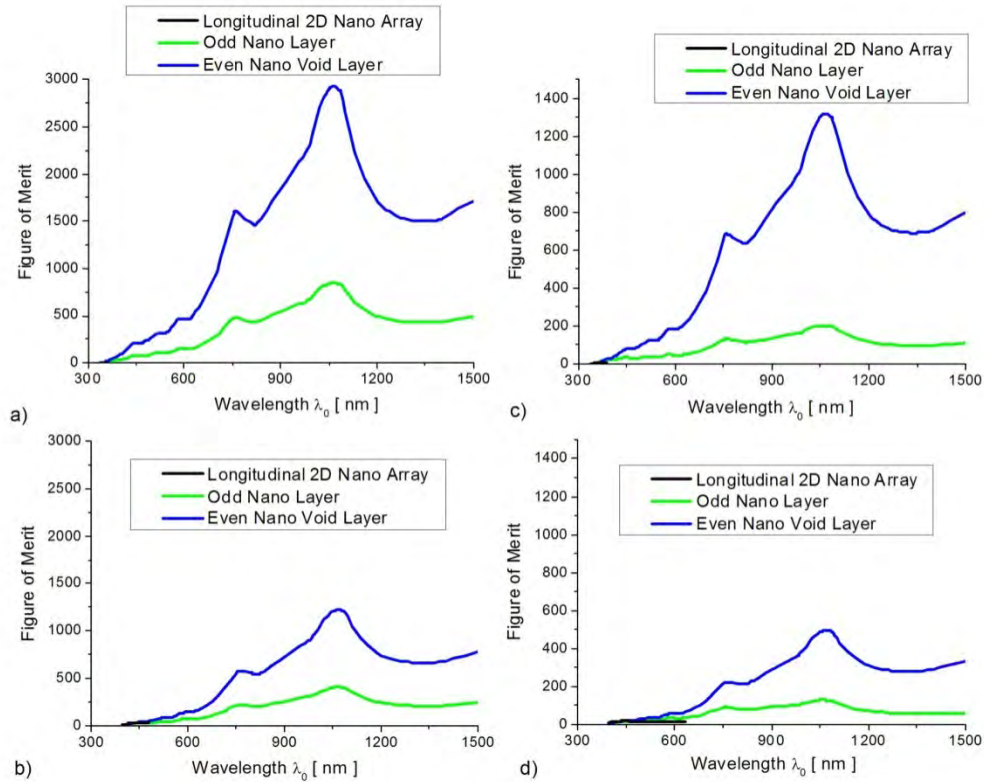 Longitudinal 2D Nano Array
Odd Nano Layer
Even Nano Void Layer
3000
2500
2000
1500
1000
500
0
Figure of Merit
300 600 900 1200 1500
Wavelength λ0 [ nm ]
a)
Longitudinal 2D Nano Array
Odd Nano Layer
Even Nano Void Layer
1400
1200
1000
800
600
400
200
0
Figure of Merit
300 600 900 1200 1500
Wavelength λ0 [ nm ]
c)
Longitudinal 2D Nano Array
Odd Nano Layer
Even Nano Void Layer
3000
2500
2000
1500
1000
500
0
Figure of Merit
300 600 900 1200 1500
Wavelength λ0 [ nm ]
b)
Longitudinal 2D Nano Array
Odd Nano Layer
Even Nano Void Layer
1400
1200
1000
800
600
400
200
0
Figure of Merit
300 600 900 1200 1500
Wavelength λ0 [ nm ]
d)